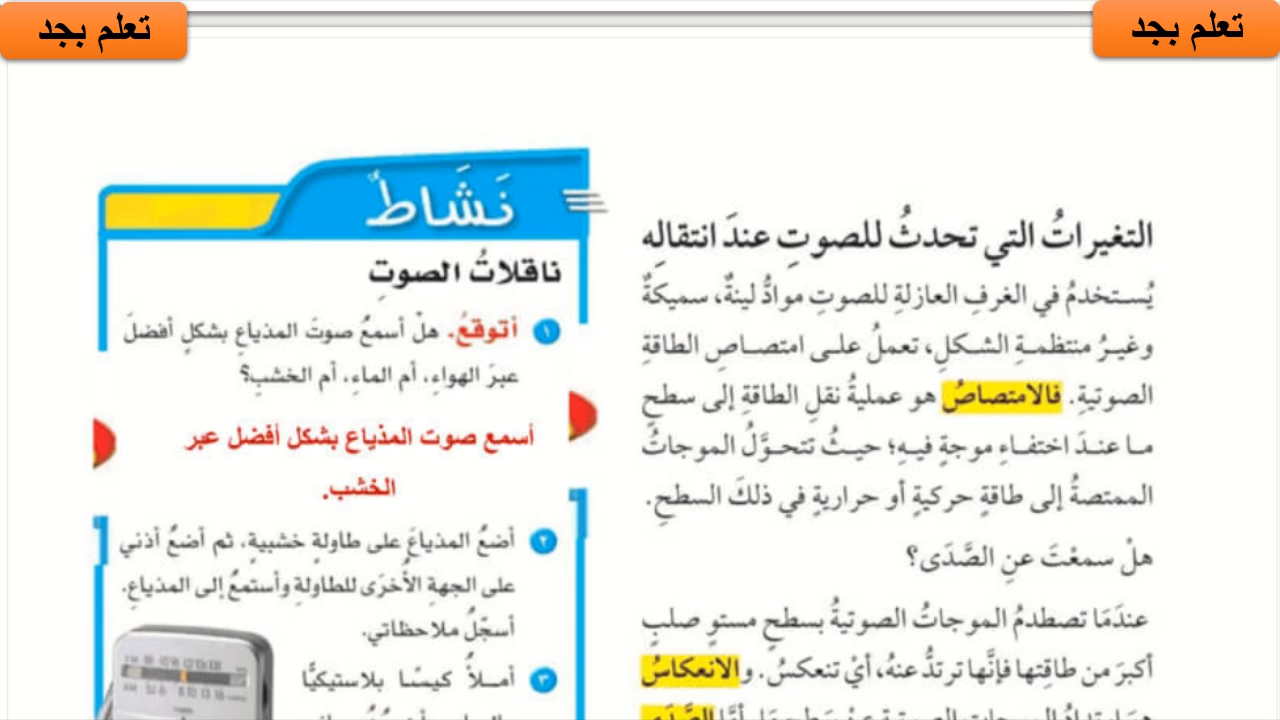 تعلم بجد
تعلم بجد
التغيراتُ التي تحدثُ للصوتِ عندَ انتقالِه
يُستخدمُ في الغرفِ العازلةِ للصوتِ موادُّ لينةٌ، سميكةٌ
وغيرُ منتظمةِ الشكلِ، تعملُ على امتصاصِ الطاقةِ
الصوتيةِ. فالامتصاصُ هو عمليةُ نقلِ الطاقةِ إلى سطحٍ
ما عندَ اختفاءِ موجةٍ فيهِ؛ حيثُ تتحوَّلُ الموجاتُ
الممتصةُ إلى طاقةٍ حركيةٍ أو حراريةٍ في ذلكَ السطحِ.
هلْ سمعْتَ عنِ الصَّدَى؟
عندَمَا تصطدمُ الموجاتُ الصوتيةُ بسطحٍ مستوٍ صلبٍ
أكبرَ من طاقتِها فإنَّها ترتدُّ عنهُ، أيْ تنعكسُ. والانعكاسُ
نَشَاطٌ
ناقلاتُ الصوتِ
١ أتوقعُ. هلْ أسمعُ صوتَ المذياعِ بشكلٍ أفضلَ
عبرَ الهواءِ، أم الماءِ، أم الخشبِ؟
أسمع صوت المذياع بشكل أفضل عبر
الخشب.
٢ أضعُ المذياعَ على طاولةٍ خشبيةٍ، ثم أضعُ أذني
على الجهةِ الأُخرَى للطاولةِ وأستمعُ إلى المذياعِ.
أسجّلُ ملاحظاتي.
٣ أملأُ كيسًا بلاستيكيًّا